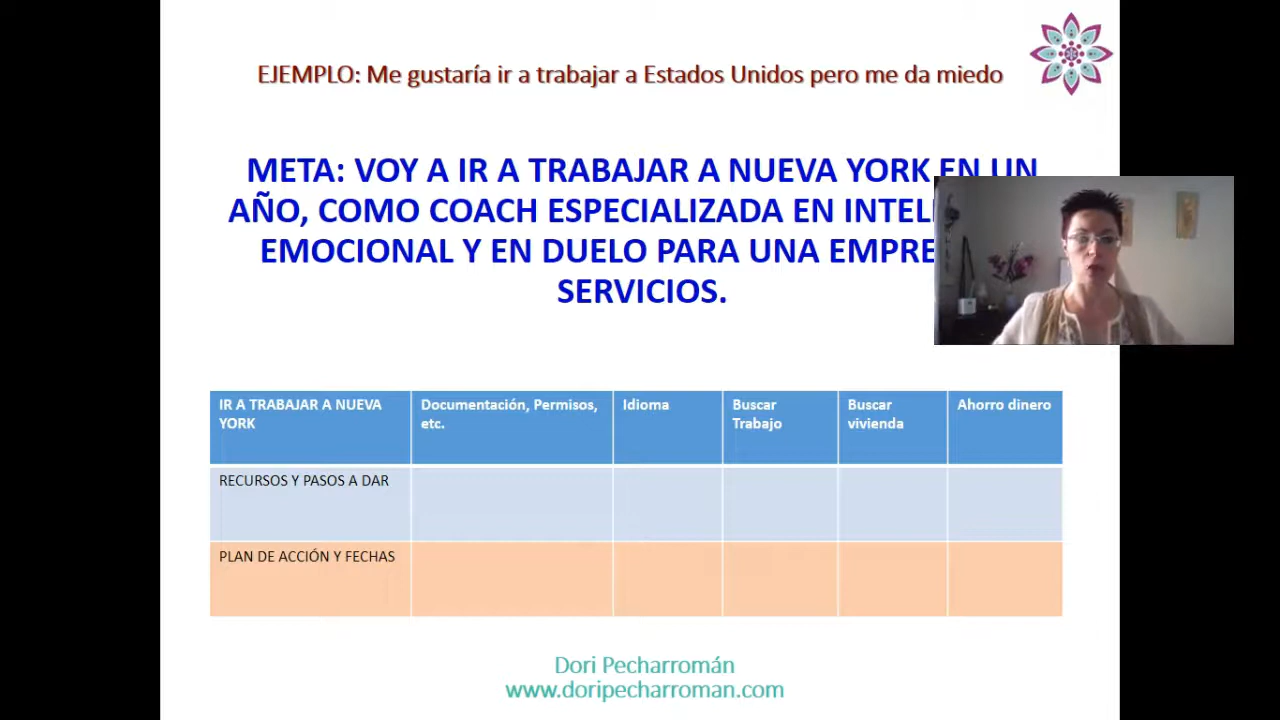 EJEMPLO: Me gustaría ir a trabajar a Estados Unidos pero me da miedo
META: VOY A IR A TRABAJAR A NUEVA YORK EN UN
AÑO, COMO COACH ESPECIALIZADA EN
EMOCIONAL Y EN DUELO PARA UNA
SERVICIOS.
IR A TRABAJAR A NUEVA
YORK
Documentación, Permisos,
etc.
Idioma
Buscar
Trabajo
Buscar
vivienda
Ahorro dinero
RECURSOS Y PASOS A DAR
PLAN DE ACCIÓN Y FECHAS
Dori Pecharromán
www.doripecharroman.com